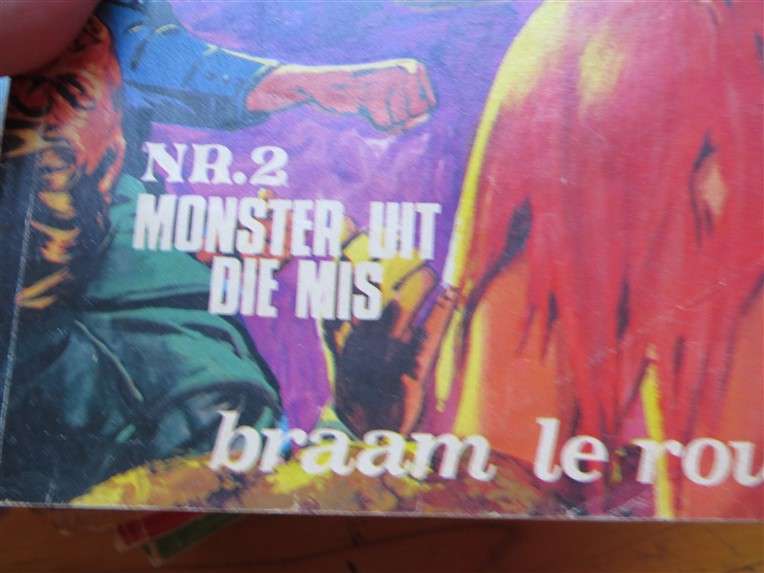 NR.2
MONSTER UIT
DIE MIS
braam le rou